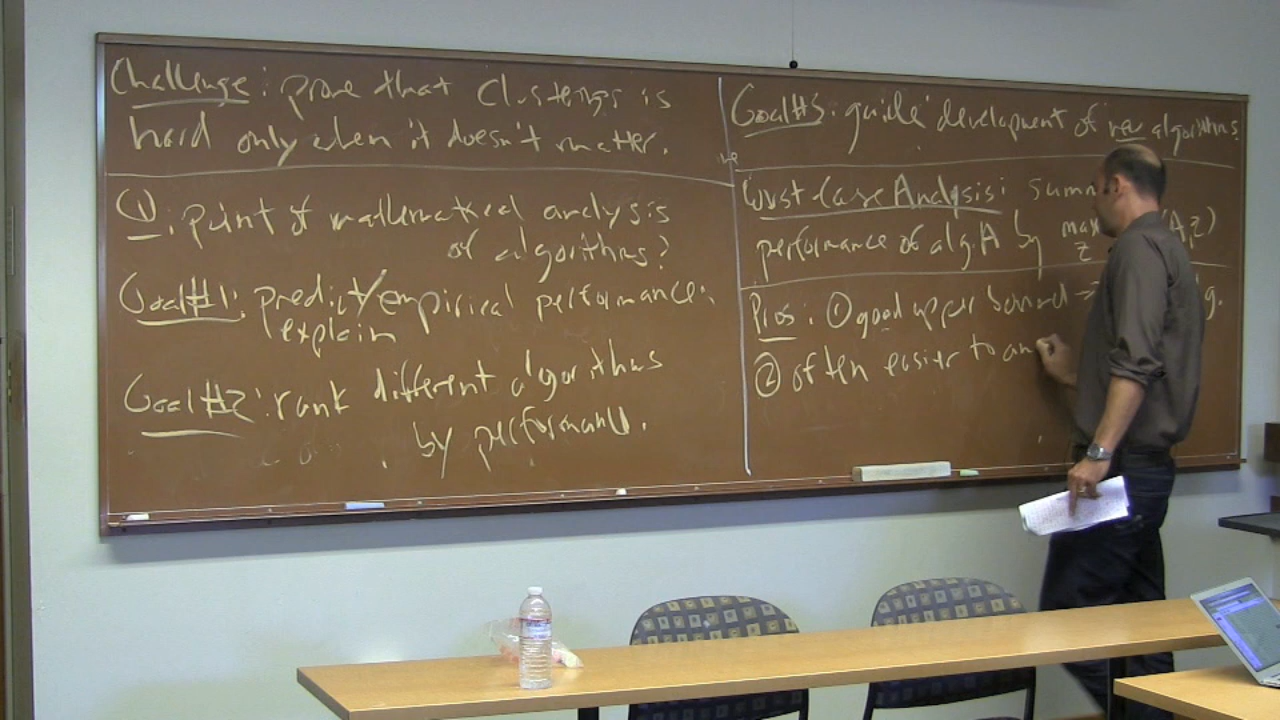 Challenge: prove that clusterings is
hard only when it doesn't matter.
Q: point of mathematical analysis
of algorithms?
Goal #1: predict/empirical performance.
explain
Goal #2: rank different algorithms
by performance.
Goal #3: guide development of new algorithms.
Worst Case Analysis: summ
performance of alg. A by max
z
A,z)
Pros: ① good upper bound →
g.
② often easier to an